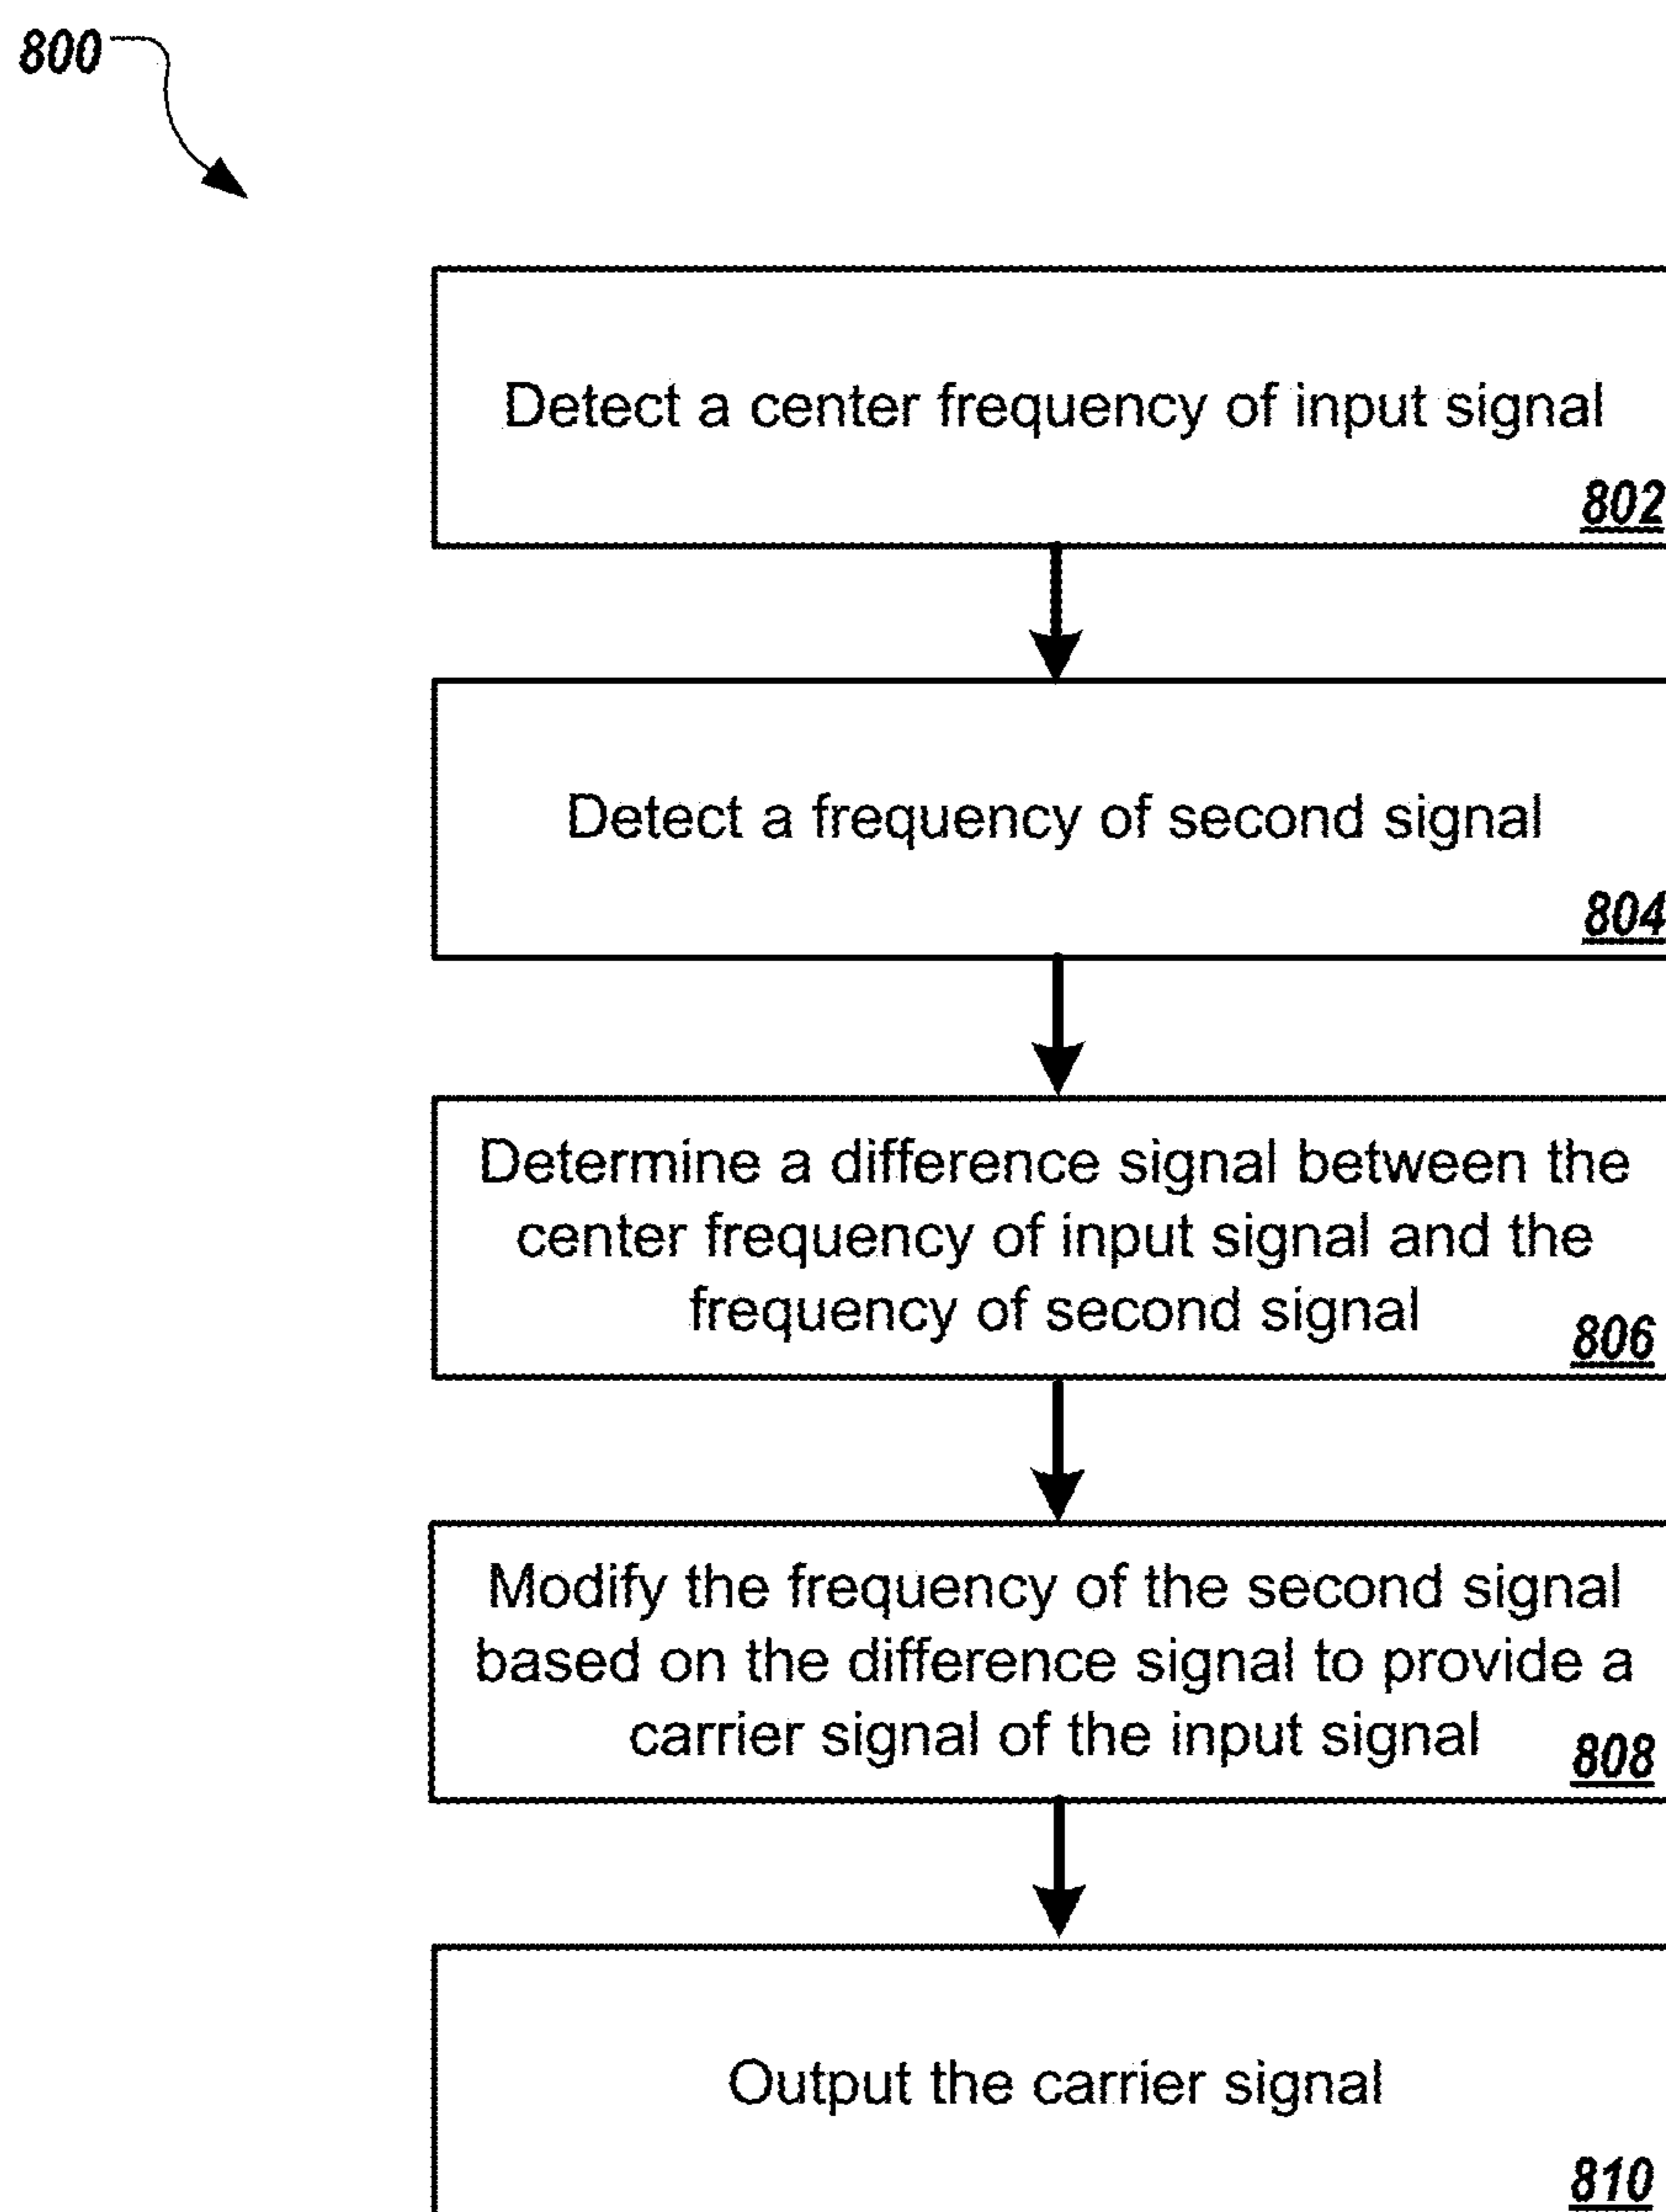 800
Detect a center frequency of input signal
802
Detect a frequency of second signal
804
Determine a difference signal between the
center frequency of input signal and the
frequency of second signal
806
Modify the frequency of the second signal
based on the difference signal to provide a
carrier signal of the input signal
808
Output the carrier signal
810